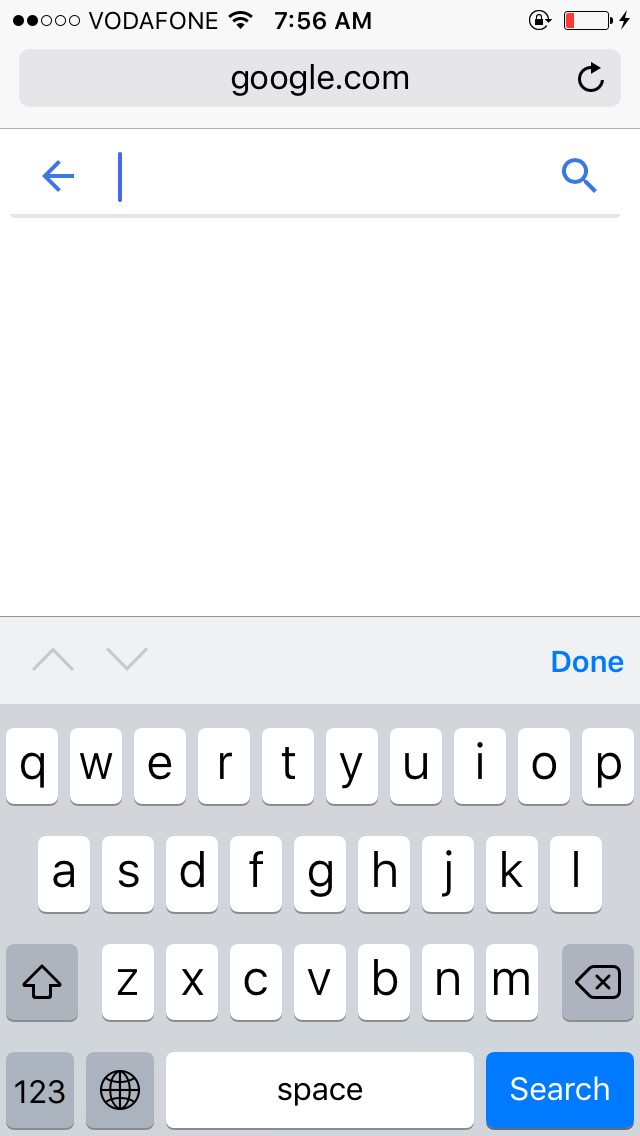 VODAFONE 7:56 AM
google.com
Done
q w e r t y u i o p
a s d f g h j k l
z x c v b n m
123 space Search